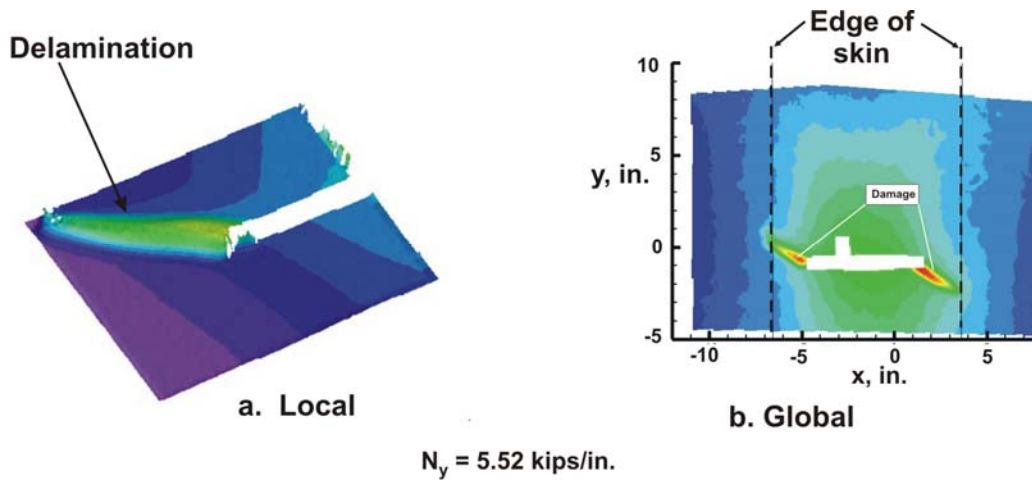 Delamination
a. Local
Edge of
skin
10
5
y, in.
Damage
0
-5
-10
-5
0
5
x, in.
b. Global
Ny = 5.52 kips/in.